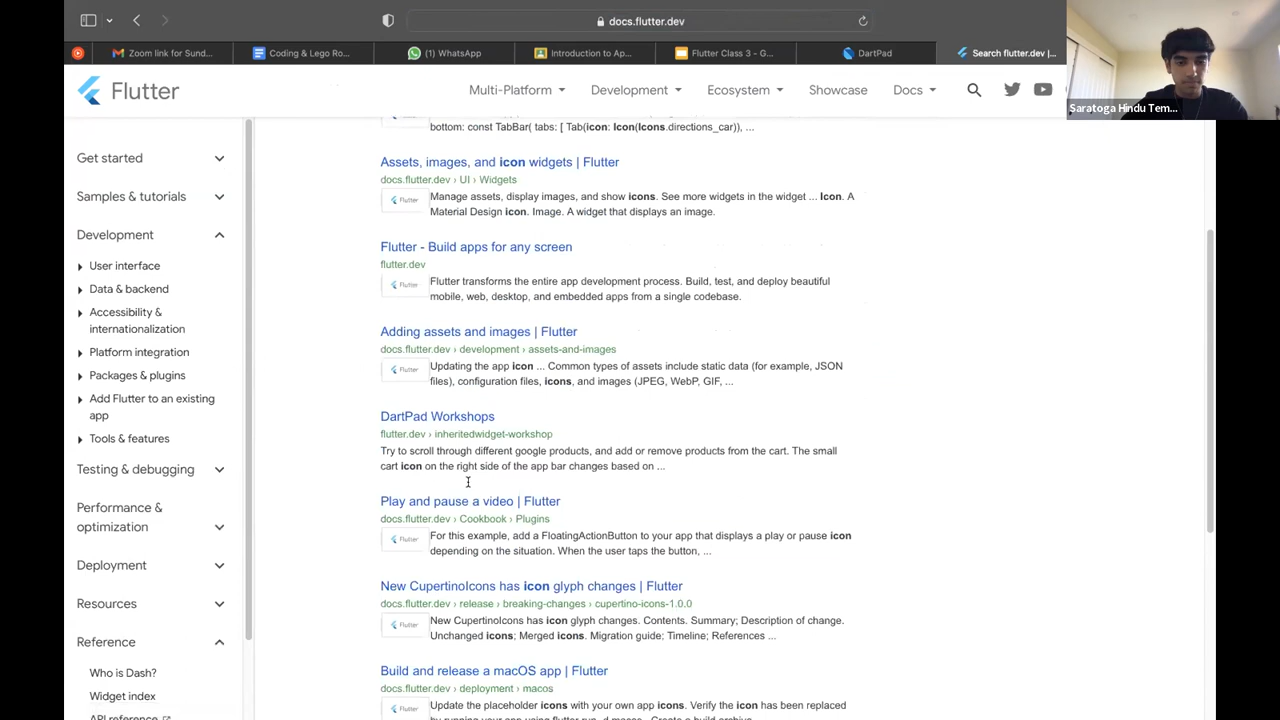 docs.flutter.dev
Zoom link for Sund...
Coding & Lego Ro...
(1) WhatsApp
Introduction to Ap...
Flutter Class 3 - G...
DartPad
Search flutter.dev |...
Saratoga Hindu Tem...
Flutter
Multi-Platform
Development
Ecosystem
Showcase
Docs
Get started
Samples & tutorials
Development
User interface
Data & backend
Accessibility &
internationalization
Platform integration
Packages & plugins
Add Flutter to an existing
app
Tools & features
Testing & debugging
Performance &
optimization
Deployment
Resources
Reference
Who is Dash?
Widget index
API reference
bottom: const TabBar( tabs: [ Tab(icon: Icon(Icons.directions_car)), ...
Assets, images, and icon widgets | Flutter
docs.flutter.dev › UI › Widgets
Flutter
Manage assets, display images, and show icons. See more widgets in the widget ... Icon. A
Material Design icon. Image. A widget that displays an image.
Flutter - Build apps for any screen
flutter.dev
Flutter
Flutter transforms the entire app development process. Build, test, and deploy beautiful
mobile, web, desktop, and embedded apps from a single codebase.
Adding assets and images | Flutter
docs.flutter.dev › development › assets-and-images
Flutter
Updating the app icon ... Common types of assets include static data (for example, JSON
files), configuration files, icons, and images (JPEG, WebP, GIF, ...
DartPad Workshops
flutter.dev › inheritedwidget-workshop
Try to scroll through different google products, and add or remove products from the cart. The small
cart icon on the right side of the app bar changes based on ...
Play and pause a video | Flutter
docs.flutter.dev › Cookbook › Plugins
Flutter
For this example, add a FloatingActionButton to your app that displays a play or pause icon
depending on the situation. When the user taps the button, ...
New CupertinoIcons has icon glyph changes | Flutter
docs.flutter.dev › release › breaking-changes › cupertino-icons-1.0.0
Flutter
New CupertinoIcons has icon glyph changes. Contents. Summary; Description of change.
Unchanged icons; Merged icons. Migration guide; Timeline; References ...
Build and release a macOS app | Flutter
docs.flutter.dev › deployment › macos
Flutter
Update the placeholder icons with your own app icons. Verify the icon has been replaced